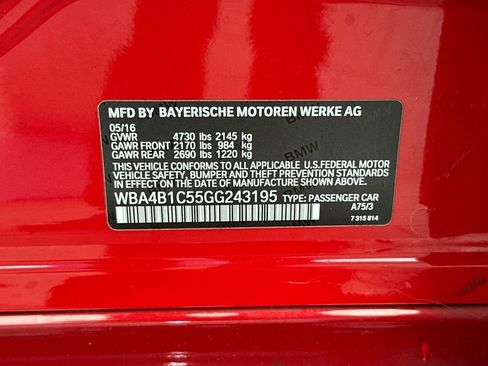 MFD BY BAYERISCHE MOTOREN WERKE AG
05/16
GVWR 4730 lbs 2145 kg
GAWR FRONT 2170 lbs 984 kg
GAWR REAR 2690 lbs 1220 kg
THIS VEHICLE CONFORMS TO ALL APPLICABLE U.S.FEDERAL MOTOR
VEHICLE SAFETY, BUMPER AND THEFT PREVENTION STANDARDS
IN EFFECT ON THE DATE OF MANUFACTURE SHOWN ABOVE.
WBA4B1C55GG243195 TYPE: PASSENGER CAR
A75/3
7 315 814